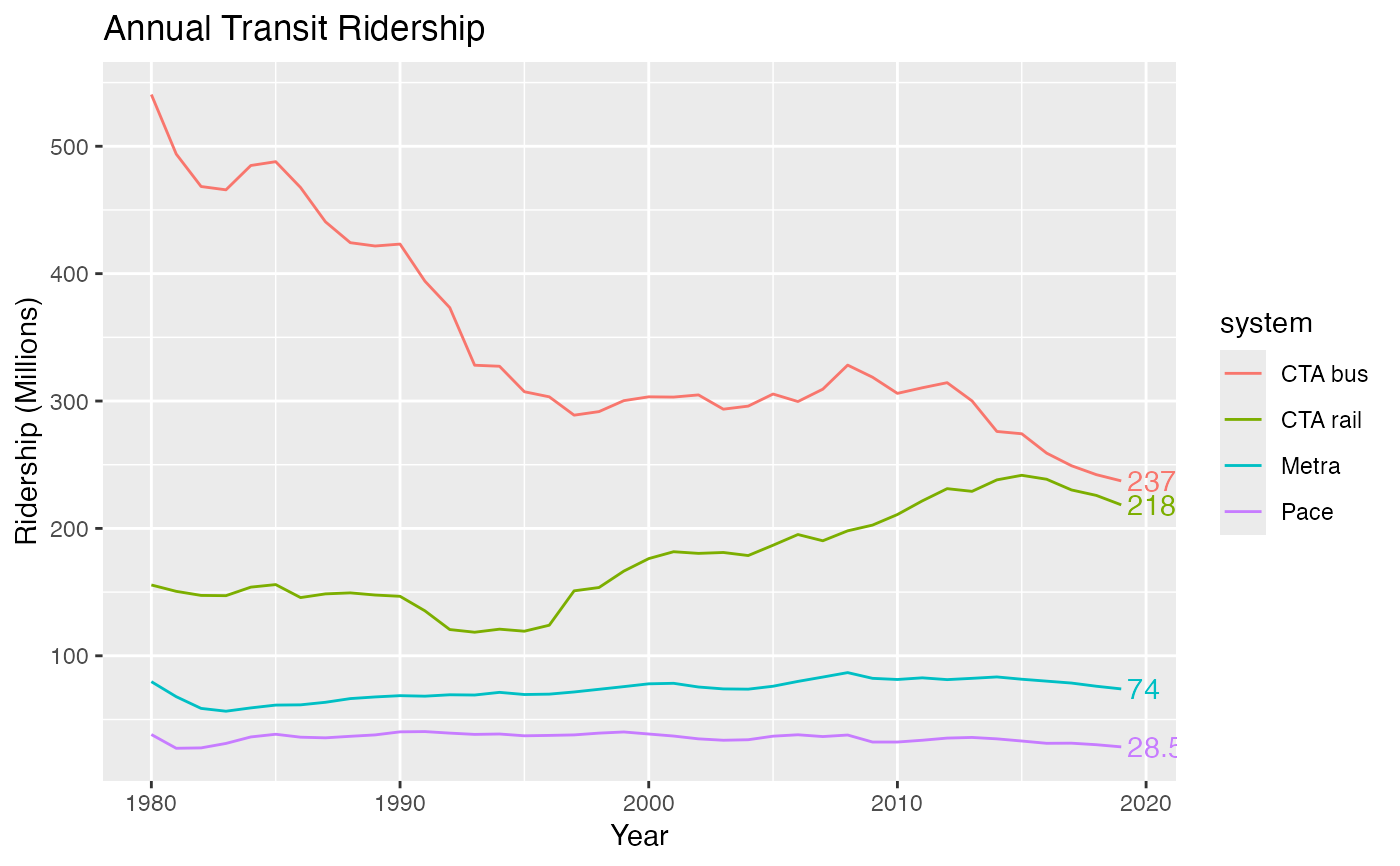 Annual Transit Ridership
Ridership (Millions)
500
400
300
200
100
237
218
74
28.5
1980 1990 2000 2010 2020
Year
system
CTA bus
CTA rail
Metra
Pace